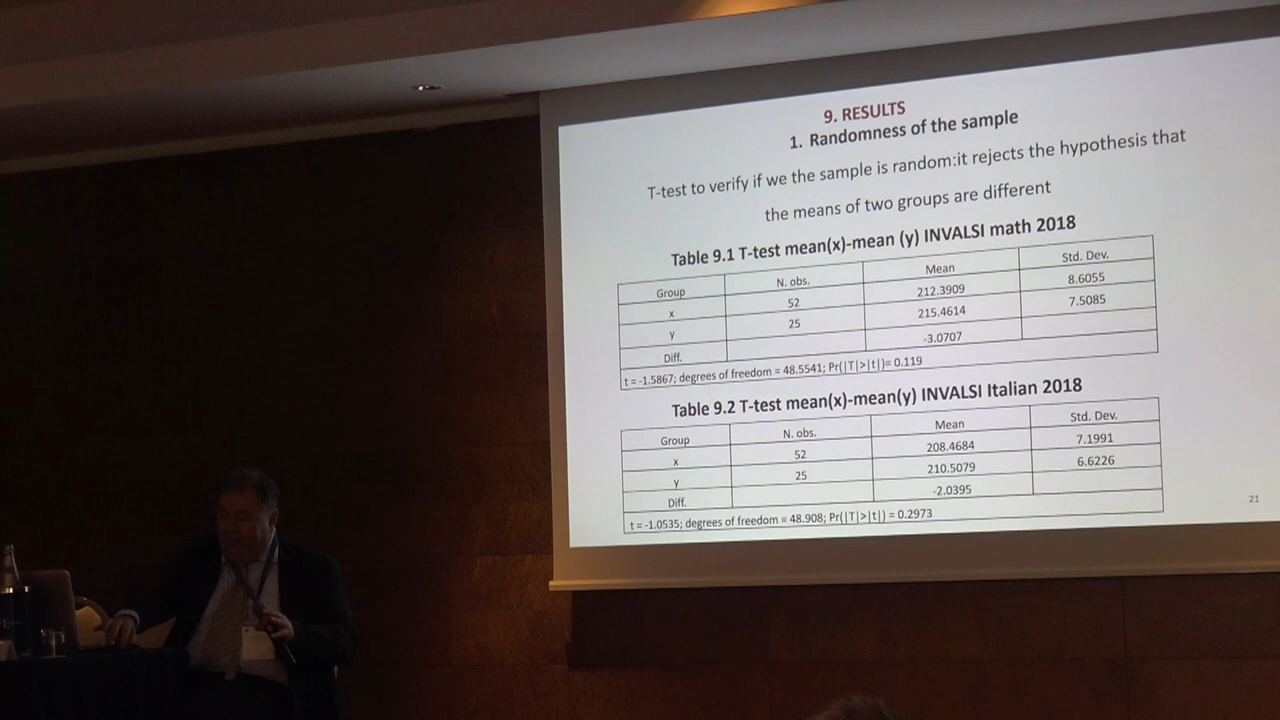 9. RESULTS
1. Randomness of the sample
T-test to verify if we the sample is random:it rejects the hypothesis that
the means of two groups are different
Table 9.1 T-test mean(x)-mean (y) INVALSI math 2018
Group N. obs. Mean Std. Dev.
x 52 212.3909 8.6055
y 25 215.4614 7.5085
Diff. -3.0707
t = -1.5867; degrees of freedom = 48.5541; Pr(|T|>|t|)= 0.119
Table 9.2 T-test mean(x)-mean(y) INVALSI Italian 2018
Group N. obs. Mean Std. Dev.
x 52 208.4684 7.1991
y 25 210.5079 6.6226
Diff. -2.0395
t = -1.0535; degrees of freedom = 48.908; Pr(|T|>|t|) = 0.2973
21